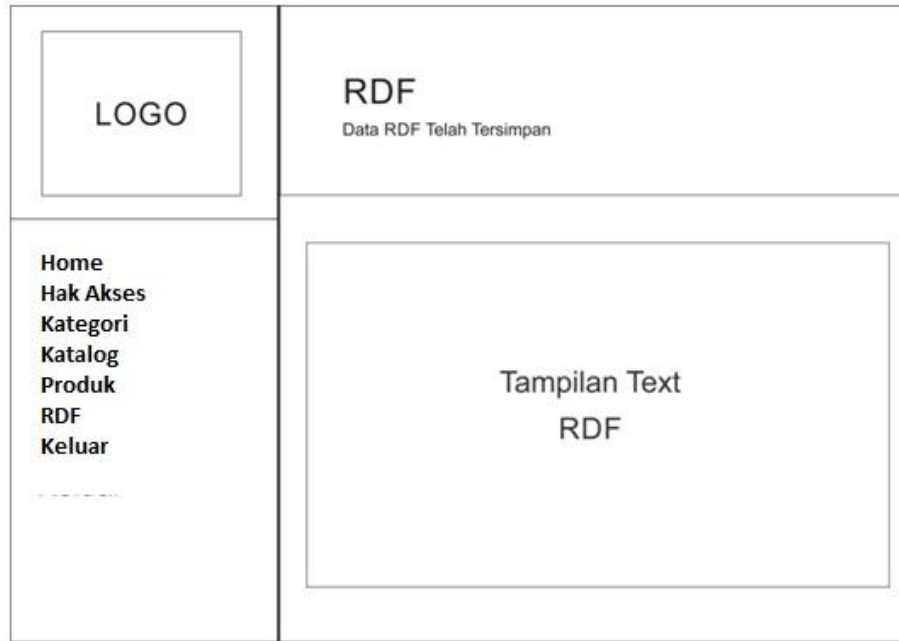 LOGO
Home
Hak Akses
Kategori
Katalog
Produk
RDF
Keluar
RDF
Data RDF Telah Tersimpan
Tampilan Text
RDF